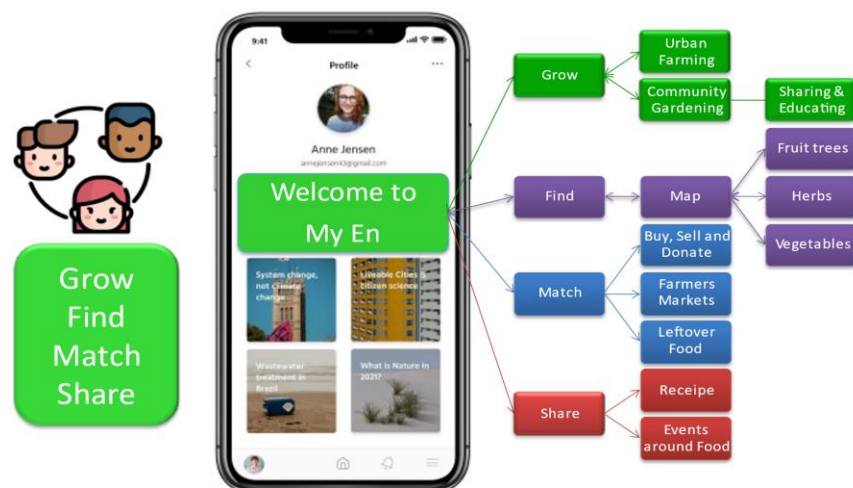 Grow
Find
Match
Share
9:41
Profile
Anne Jensen
annejensen43@gmail.com
Welcome to
My En
System change,
not climate
change
Liveable Cities &
citizen science
Wastewater
treatment in
Brazil
What is Nature in
2021?
Grow
Urban
Farming
Community
Gardening
Sharing &
Educating
Find
Map
Fruit trees
Herbs
Vegetables
Match
Buy, Sell and
Donate
Farmers
Markets
Leftover
Food
Share
Receipe
Events
around Food